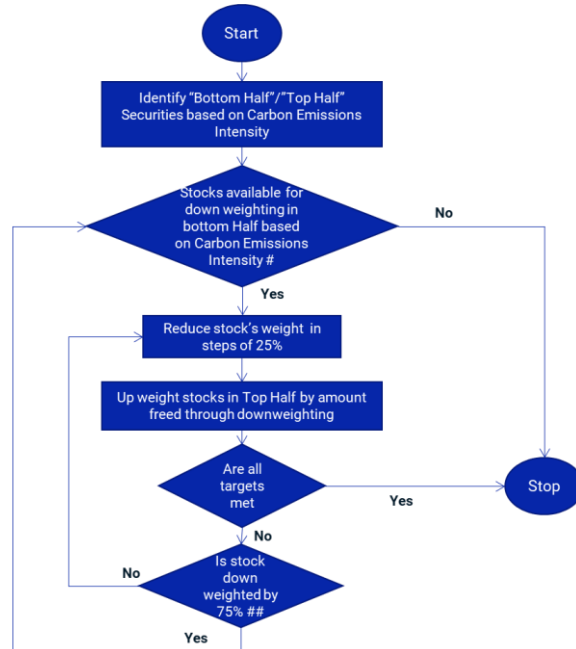 Start
Identify “Bottom Half”/”Top Half”
Securities based on Carbon Emissions
Intensity
Stocks available for
down weighting in
bottom Half based
on Carbon Emissions
Intensity #
No
Yes
Reduce stock’s weight in
steps of 25%
Up weight stocks in Top Half by amount
freed through downweighting
Are all
targets
met
Yes
Stop
No
Is stock
down
weighted by
75% ##
No
Yes